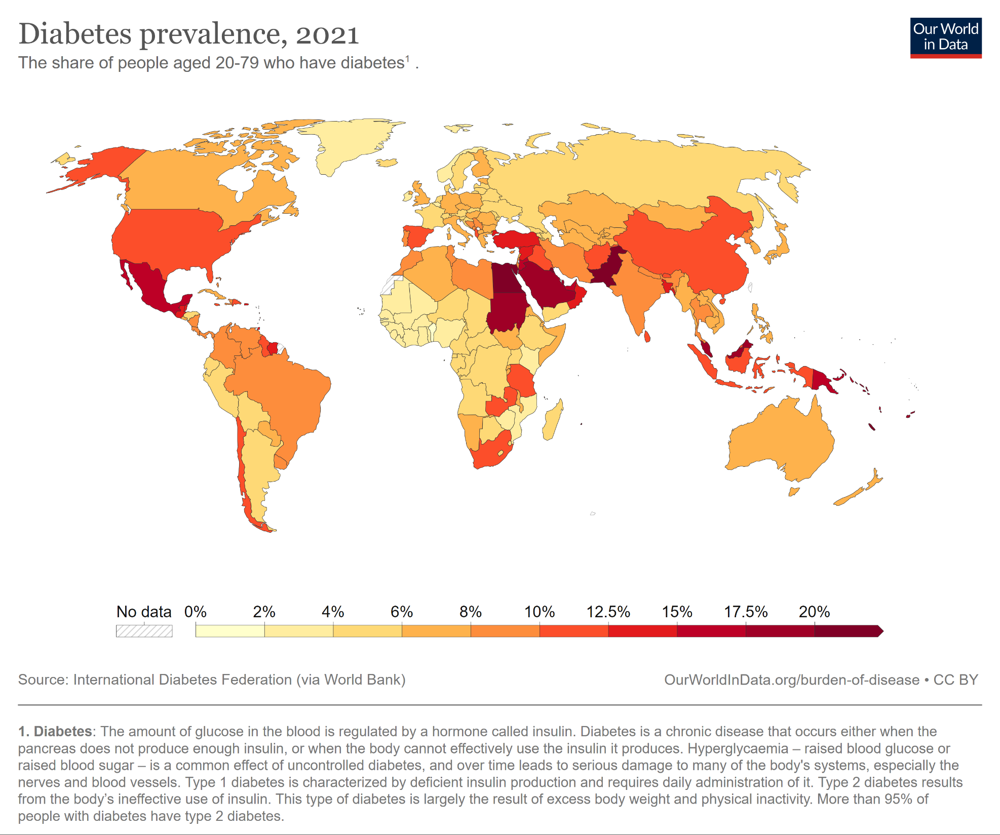 Diabetes prevalence, 2021
The share of people aged 20-79 who have diabetes¹ .
Our World
in Data
No data 0% 2% 4% 6% 8% 10% 12.5% 15% 17.5% 20%
Source: International Diabetes Federation (via World Bank)
OurWorldInData.org/burden-of-disease • CC BY
1. Diabetes: The amount of glucose in the blood is regulated by a hormone called insulin. Diabetes is a chronic disease that occurs either when the
pancreas does not produce enough insulin, or when the body cannot effectively use the insulin it produces. Hyperglycaemia – raised blood glucose or
raised blood sugar – is a common effect of uncontrolled diabetes, and over time leads to serious damage to many of the body's systems, especially the
nerves and blood vessels. Type 1 diabetes is characterized by deficient insulin production and requires daily administration of it. Type 2 diabetes results
from the body’s ineffective use of insulin. This type of diabetes is largely the result of excess body weight and physical inactivity. More than 95% of
people with diabetes have type 2 diabetes.